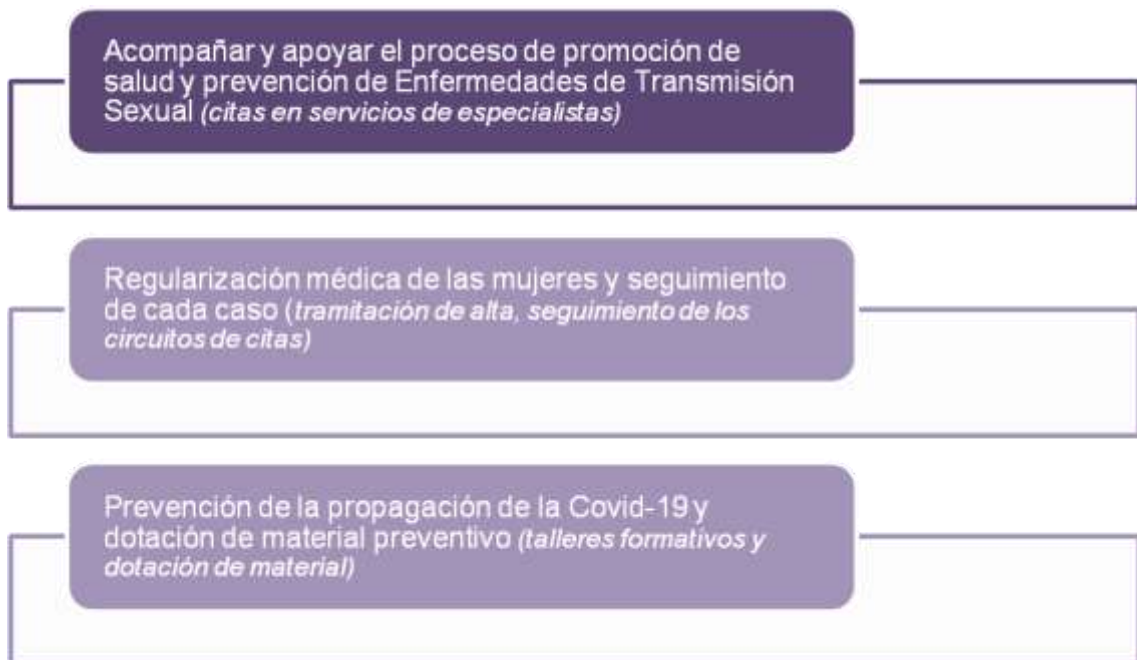 Acompañar y apoyar el proceso de promoción de
salud y prevención de Enfermedades de Transmisión
Sexual (citas en servicios de especialistas)
Regularización médica de las mujeres y seguimiento
de cada caso (tramitación de alta, seguimiento de los
circuitos de citas)
Prevención de la propagación de la Covid-19 y
dotación de material preventivo (talleres formativos y
dotación de material)